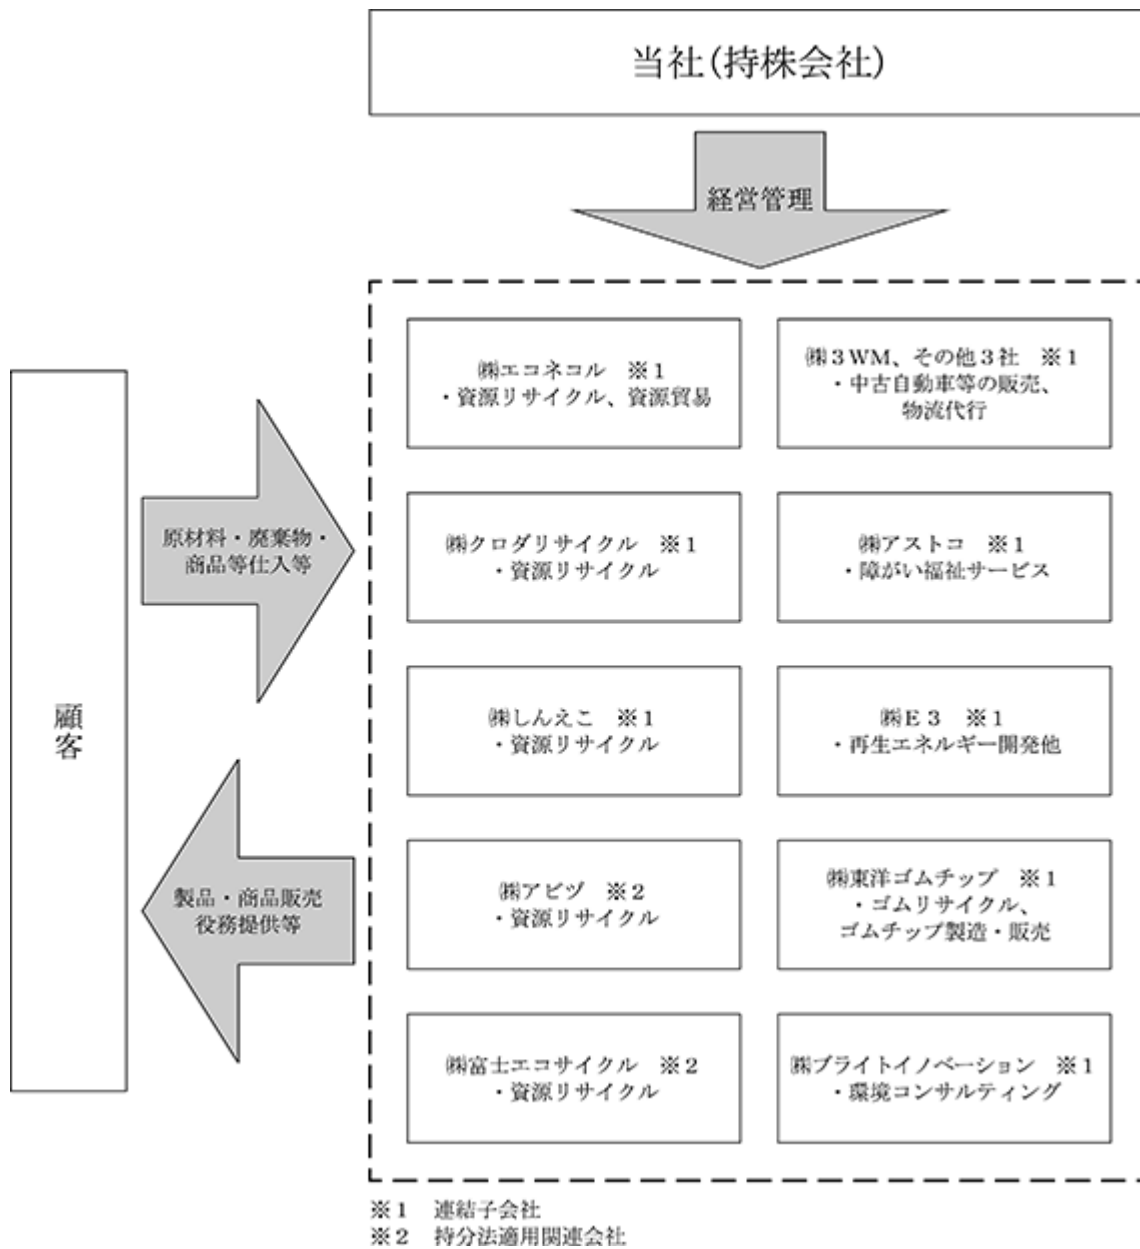 当社(持株会社)
経営管理
㈱エコネコル　※1
・資源リサイクル、資源貿易
㈱3WM、その他3社　※1
・中古自動車等の販売、
物流代行
㈱クロダリサイクル　※1
・資源リサイクル
㈱アストコ　※1
・障がい福祉サービス
㈱しんえこ　※1
・資源リサイクル
㈱E3　※1
・再生エネルギー開発他
㈱アビヅ　※2
・資源リサイクル
㈱東洋ゴムチップ　※1
・ゴムリサイクル、
ゴムチップ製造・販売
㈱富士エコサイクル　※2
・資源リサイクル
㈱ブライトイノベーション　※1
・環境コンサルティング
顧客
原材料・廃棄物・
商品等仕入等
製品・商品販売
役務提供等
※1　連結子会社
※2　持分法適用関連会社